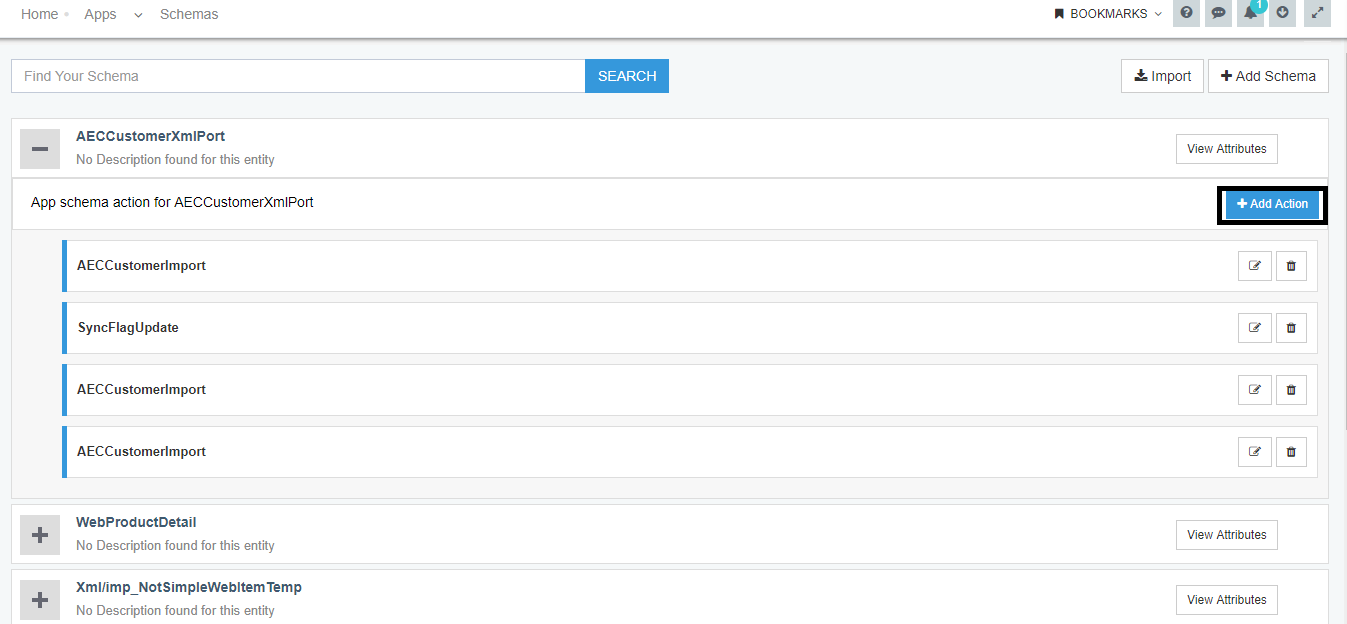 Home Apps Schemas BOOKMARKS 1
Find Your Schema SEARCH Import Add Schema
AECCustomerXmlPort
No Description found for this entity
View Attributes
App schema action for AECCustomerXmlPort Add Action
AECCustomerImport
SyncFlagUpdate
AECCustomerImport
AECCustomerImport
WebProductDetail
No Description found for this entity
View Attributes
Xml/imp_NotSimpleWebItemTemp
No Description found for this entity
View Attributes